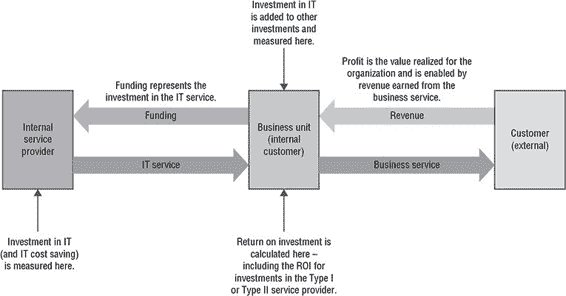 Investment in IT
is added to other
investments and
measured here.
Profit is the value realized for the
organization and is enabled by
revenue earned from the
business service.
Funding represents the
investment in the IT service.
Funding
Revenue
Internal
service
provider
Business unit
(internal
customer)
Customer
(external)
IT service
Business service
Investment in IT
(and IT cost saving)
is measured here.
Return on investment is
calculated here –
including the ROI for
investments in the Type I
or Type II service provider.